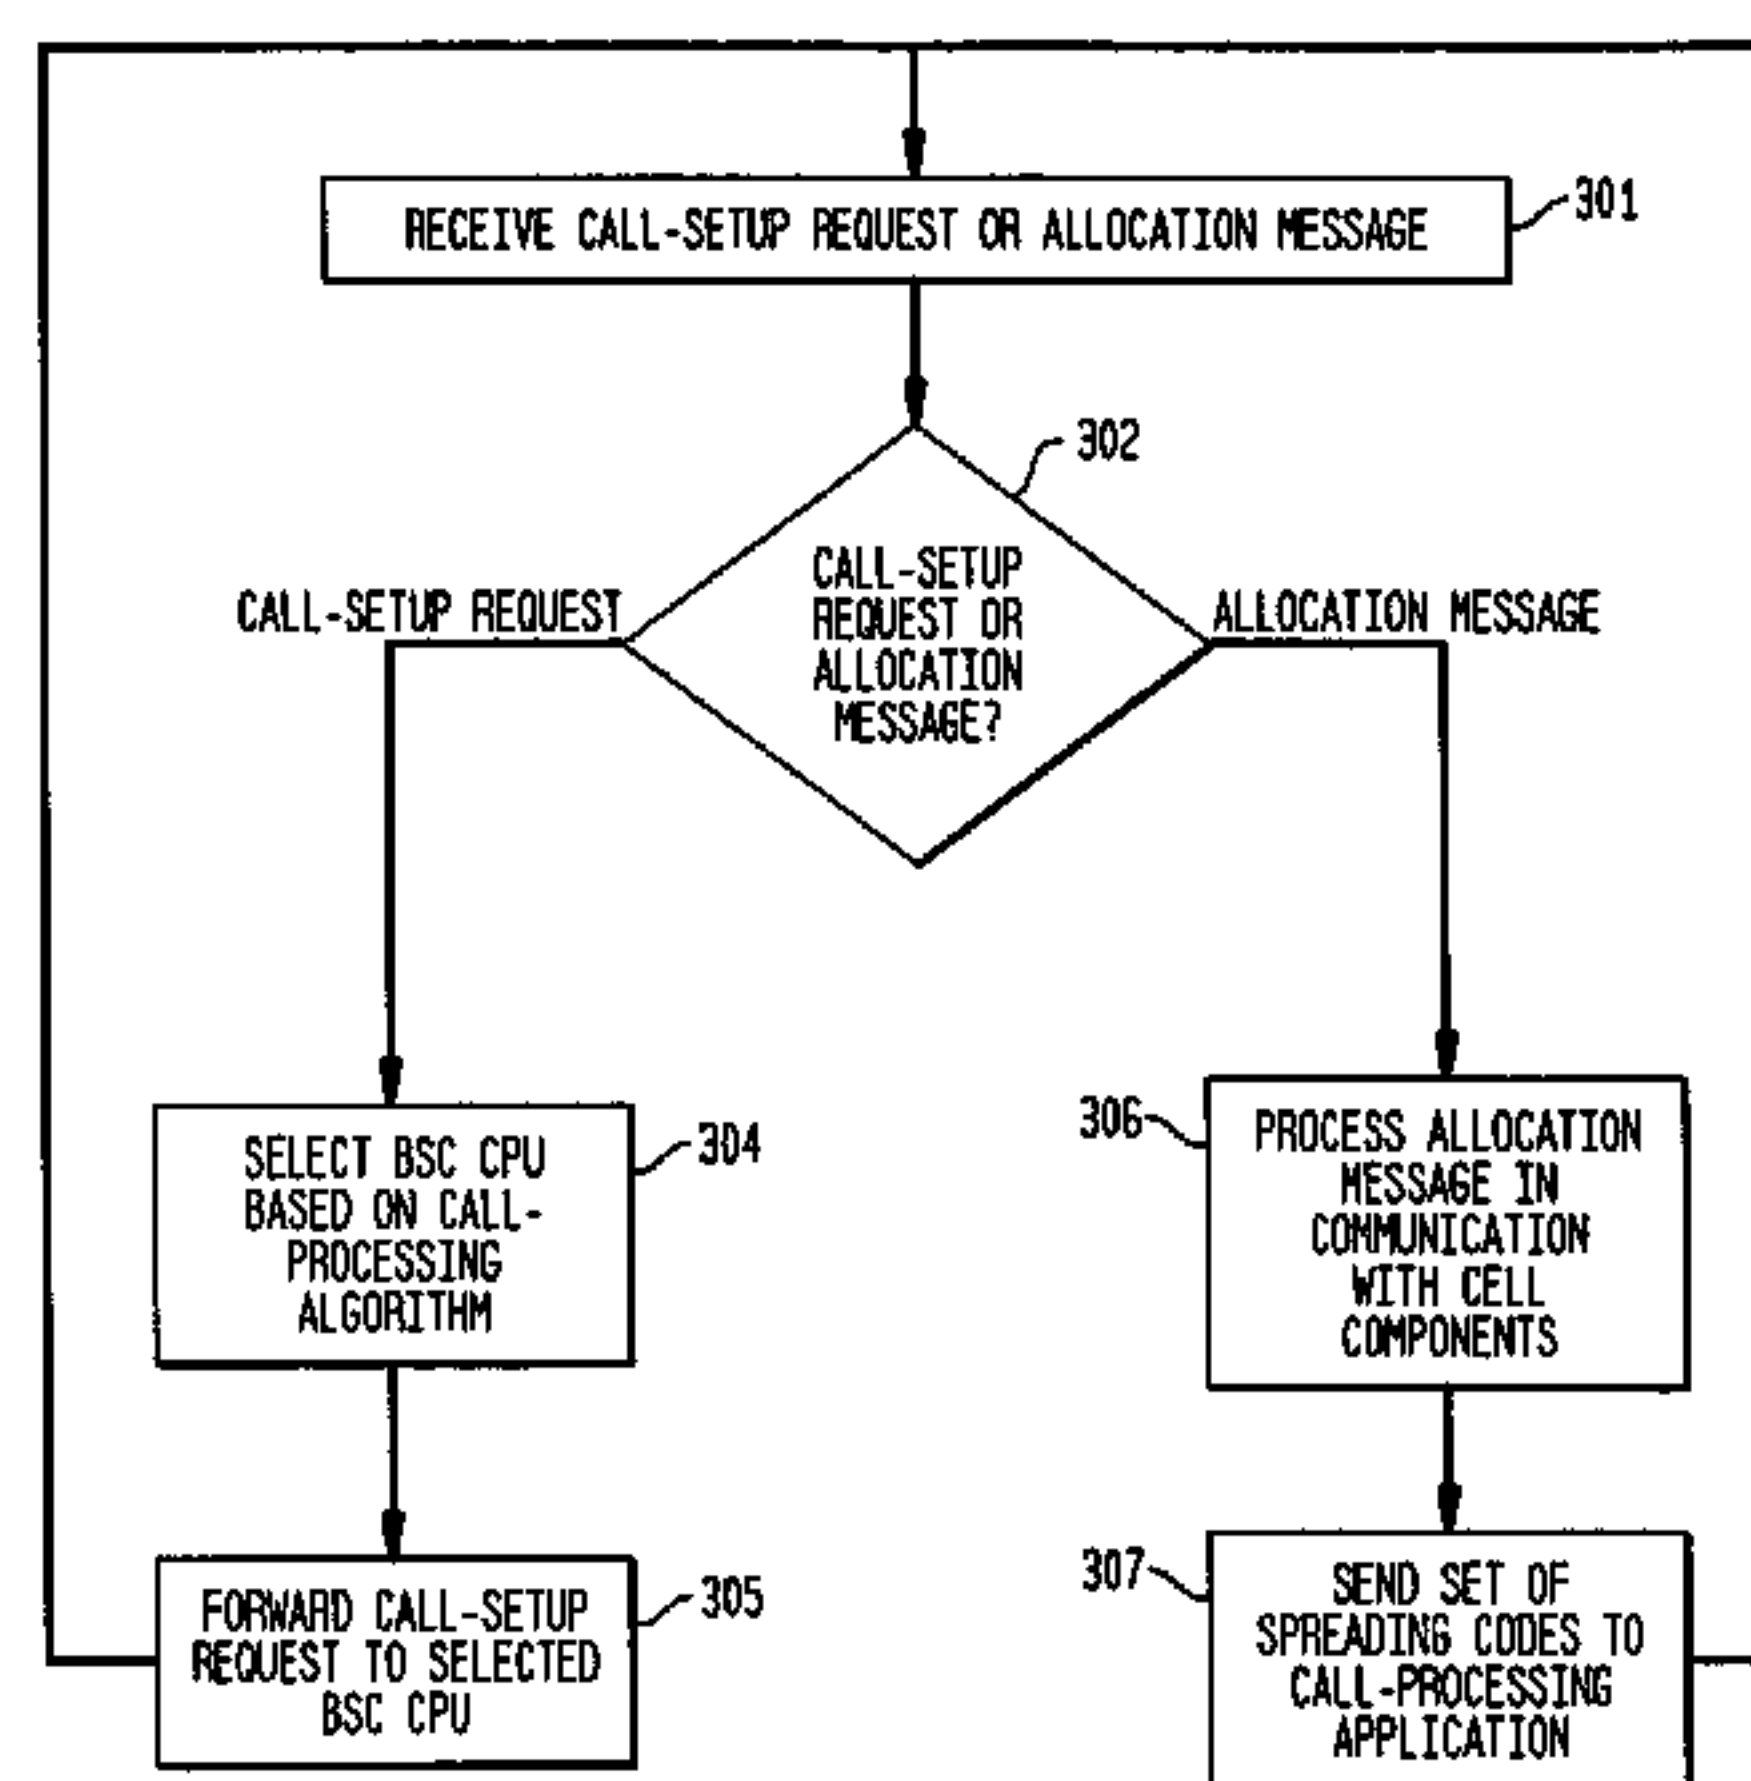 RECEIVE CALL-SETUP REQUEST OR ALLOCATION MESSAGE
301
302
CALL-SETUP
REQUEST OR
ALLOCATION
MESSAGE?
CALL-SETUP REQUEST
ALLOCATION MESSAGE
SELECT BSC CPU
BASED ON CALL-
PROCESSING
ALGORITHM
304
306
PROCESS ALLOCATION
MESSAGE IN
COMMUNICATION
WITH CELL
COMPONENTS
FORWARD CALL-SETUP
REQUEST TO SELECTED
BSC CPU
305
307
SEND SET OF
SPREADING CODES TO
CALL-PROCESSING
APPLICATION